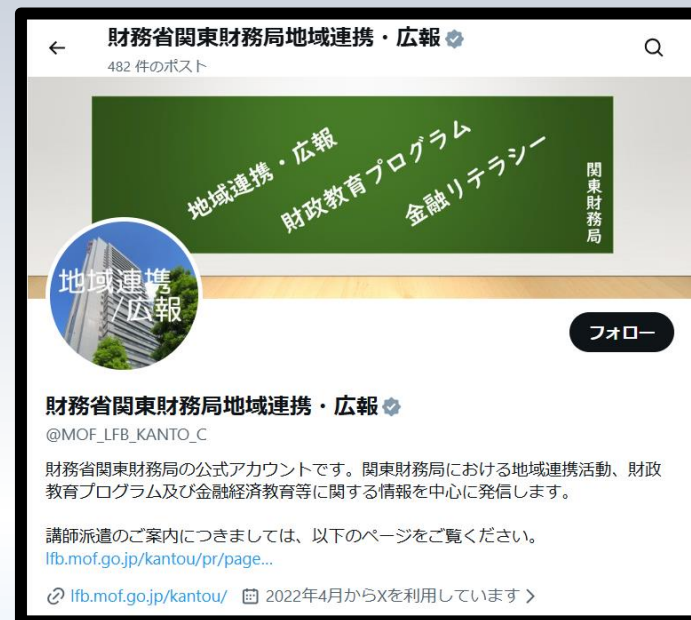 財務省関東財務局地域連携・広報
482 件のポスト
地域連携・広報
財政教育プログラム
金融リテラシー
関東財務局
地域連携
/広報
フォロー
財務省関東財務局地域連携・広報
@MOF_LFB_KANTO_C
財務省関東財務局の公式アカウントです。関東財務局における地域連携活動、財政
教育プログラム及び金融経済教育等に関する情報を中心に発信します。
講師派遣のご案内につきましては、以下のページをご覧ください。
lfb.mof.go.jp/kantou/pr/page...
lfb.mof.go.jp/kantou/ 2022年4月からXを利用しています